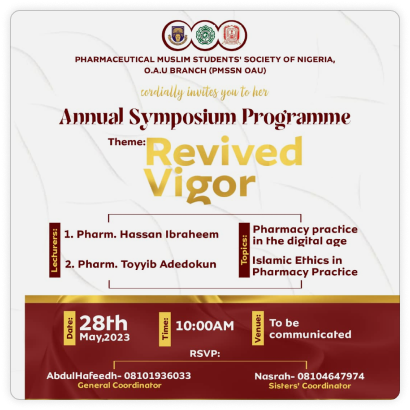 PHARMACEUTICAL MUSLIM STUDENTS' SOCIETY OF NIGERIA,
O.A.U BRANCH (PMSSN OAU)
cordially invites you to her
Annual Symposium Programme
Theme:
Revived
Vigor
Lecturers:
1. Pharm. Hassan Ibraheem
2. Pharm. Toyyib Adedokun
Topics:
Pharmacy practice
in the digital age
Islamic Ethics in
Pharmacy Practice
Date:
28th
May,2023
Time:
10:00AM
Venue:
To be
communicated
RSVP:
AbdulHafeedh- 08101936033
General Coordinator
Nasrah- 08104647974
Sisters' Coordinator